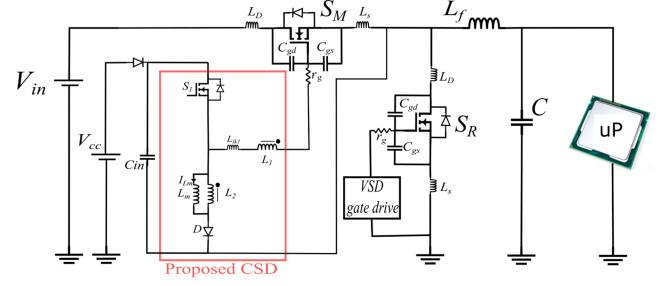 L_D
S_M
L_s
L_f
C_gd
C_gs
r_g
V_in
S_1
L_D
C_gd
S_R
C
uP
V_cc
Cin
L_lk1
L_1
r_g
C_gs
I_Lm
L_m
L_2
VSD
gate drive
L_s
D
Proposed CSD